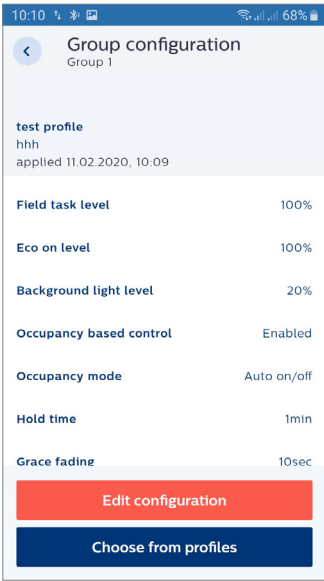 10:10 68%
Group configuration
Group 1
test profile
hhh
applied 11.02.2020, 10:09
Field task level 100%
Eco on level 100%
Background light level 20%
Occupancy based control Enabled
Occupancy mode Auto on/off
Hold time 1min
Grace fading 10sec
Edit configuration
Choose from profiles